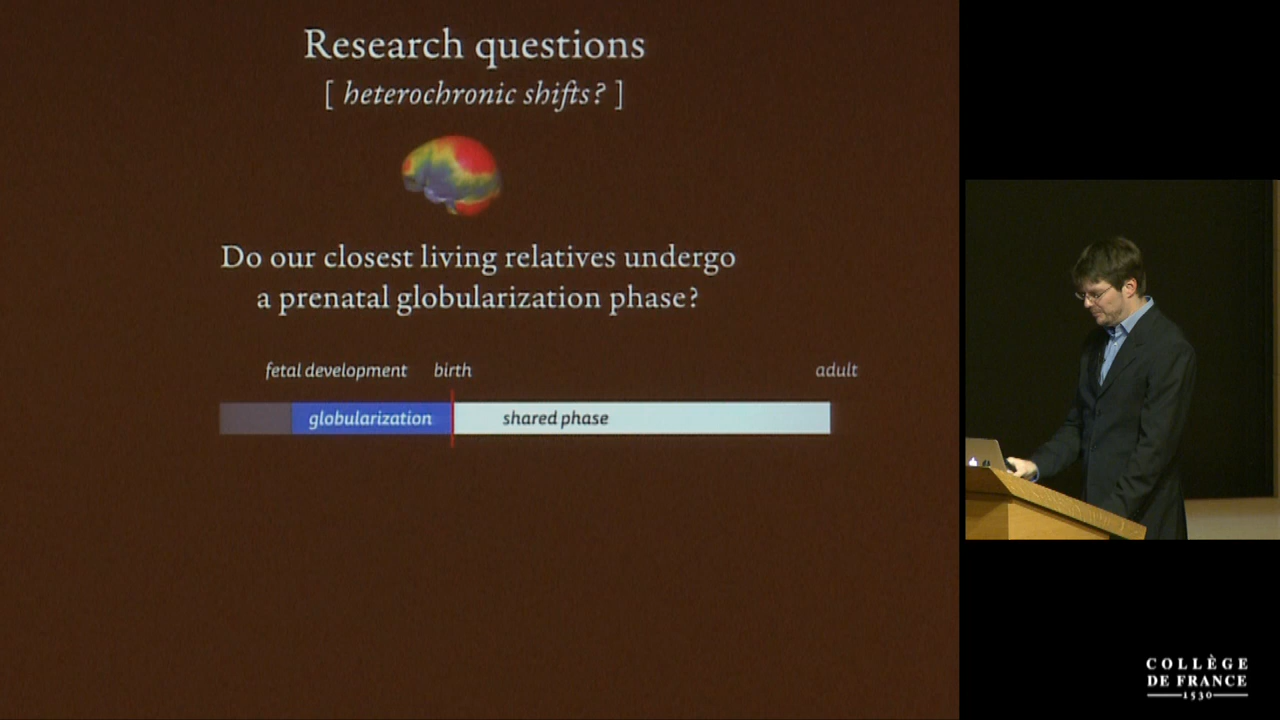 Research questions
[ heterochronic shifts? ]
Do our closest living relatives undergo
a prenatal globularization phase?
fetal development birth adult
globularization shared phase
COLLÈGE
DE FRANCE
1530